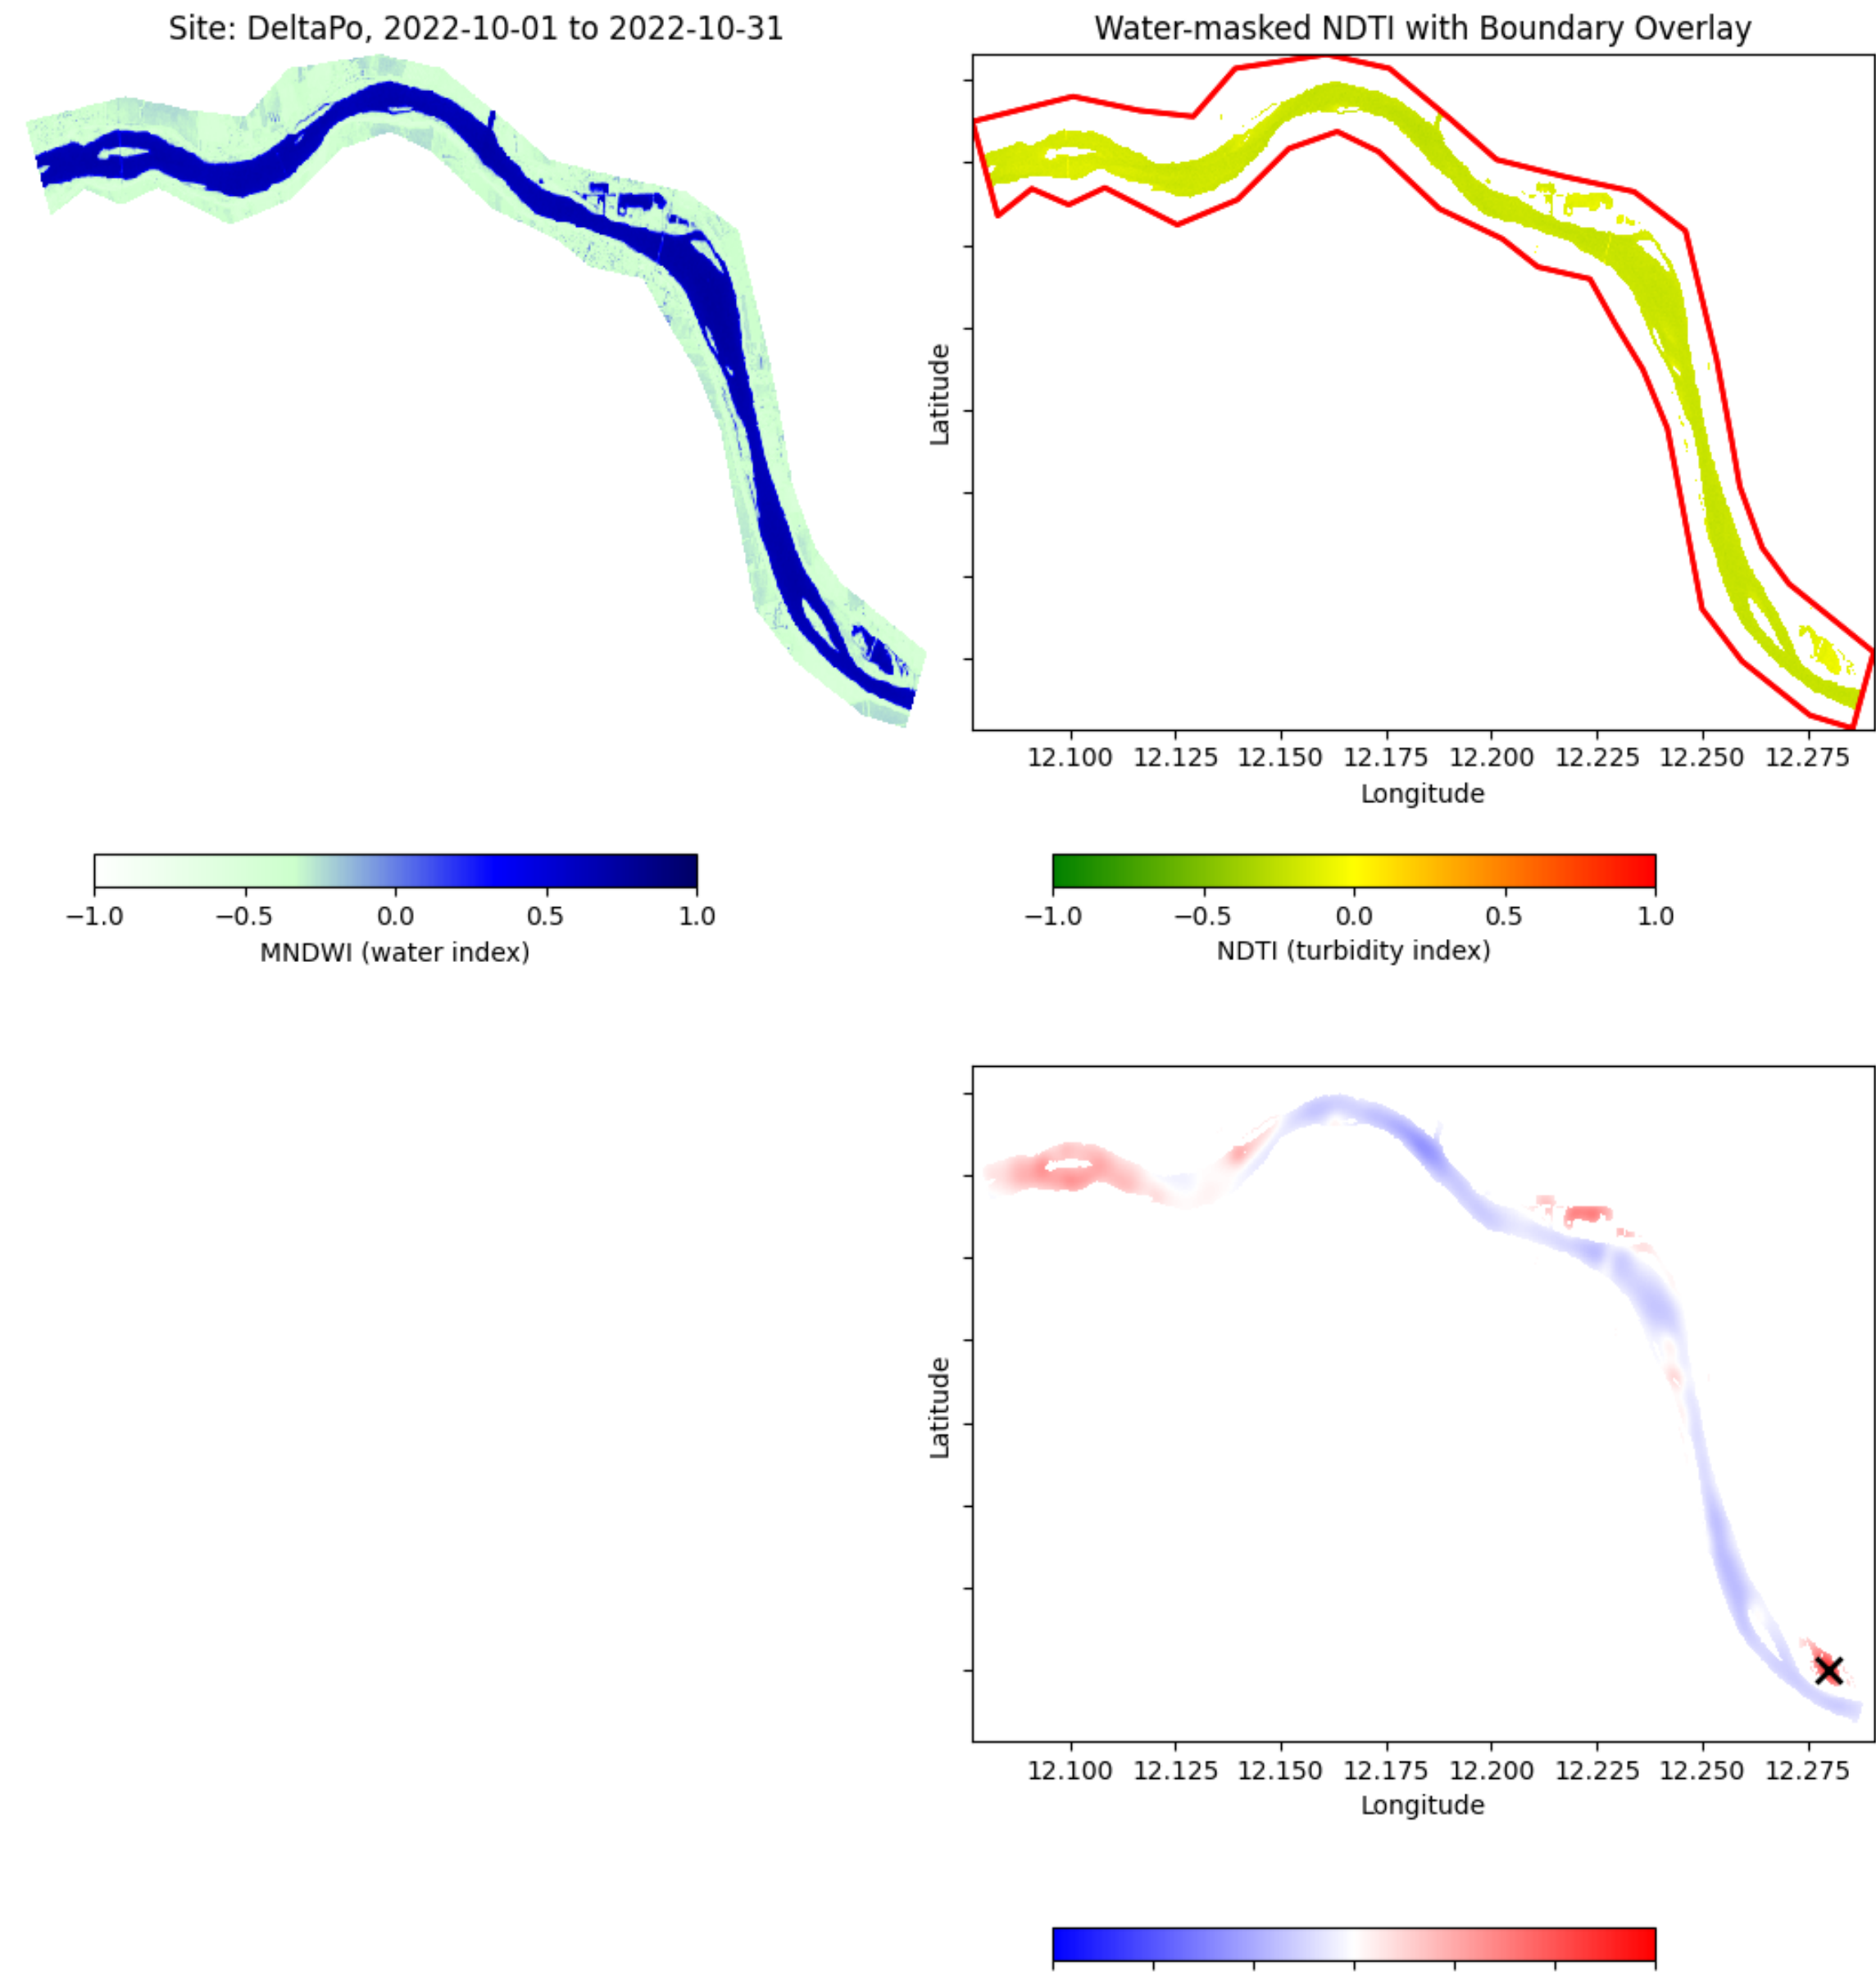 Site: DeltaPo, 2022-10-01 to 2022-10-31
Water-masked NDTI with Boundary Overlay
Latitude
12.100 12.125 12.150 12.175 12.200 12.225 12.250 12.275
Longitude
−1.0 −0.5 0.0 0.5 1.0
MNDWI (water index)
−1.0 −0.5 0.0 0.5 1.0
NDTI (turbidity index)
Latitude
12.100 12.125 12.150 12.175 12.200 12.225 12.250 12.275
Longitude